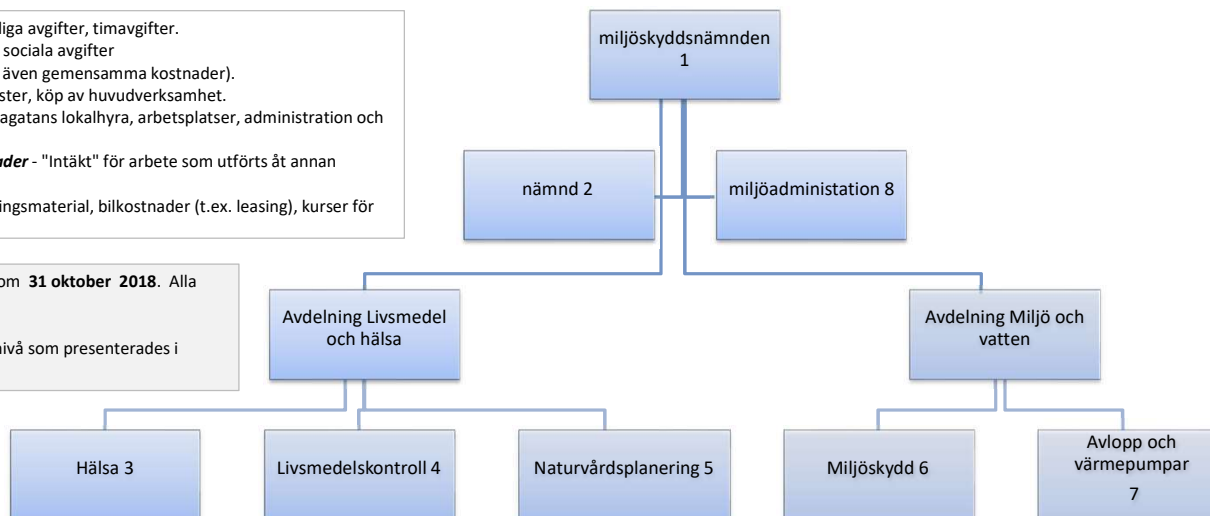 liga avgifter, timavgifter.
sociala avgifter
även gemensamma kostnader).
ster, köp av huvudverksamhet.
agatans lokalhyra, arbetsplatser, administration och
der - "Intäkt" för arbete som utförts åt annan
ingsmaterial, bilkostnader (t.ex. leasing), kurser för
om 31 oktober 2018. Alla
nivå som presenterades i
miljöskyddsnämnden
1
nämnd 2
miljöadministation 8
Avdelning Livsmedel
och hälsa
Avdelning Miljö och
vatten
Hälsa 3
Livsmedelskontroll 4
Naturvårdsplanering 5
Miljöskydd 6
Avlopp och
värmepumpar
7